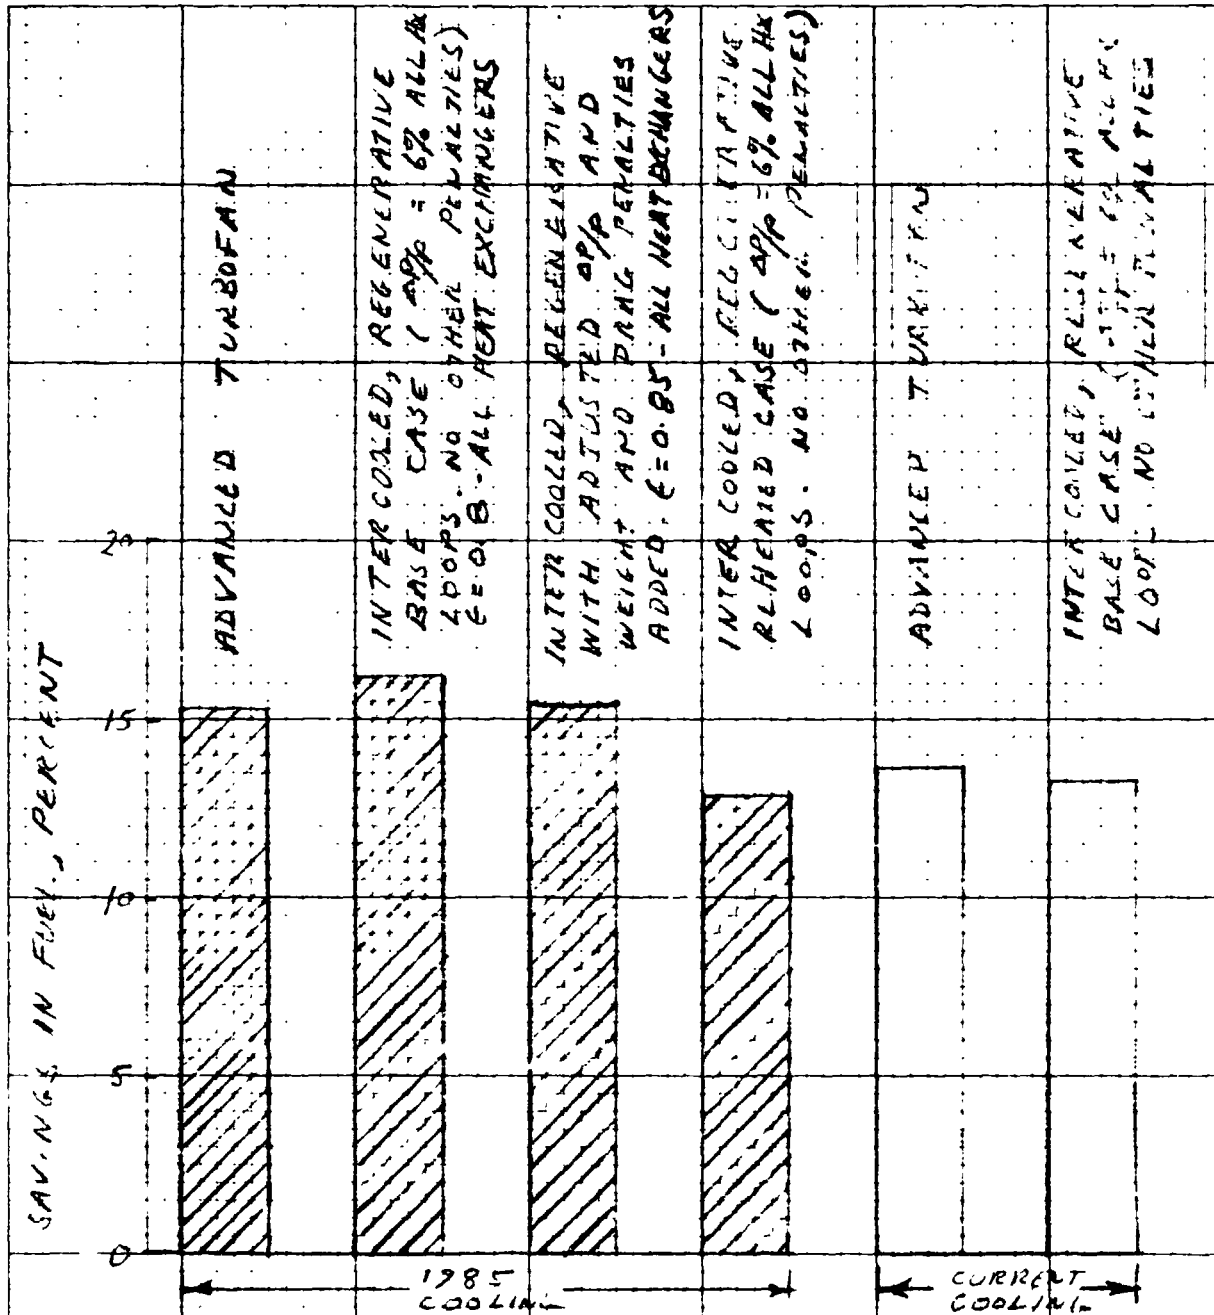 SAVINGS IN FUEL, PERCENT
20
15
10
5
0
ADVANCED TURBOFAN
INTERCOOLED, REGENERATIVE
BASE CASE ( ΔP/P = 6% ALL HX
LOOPS. NO OTHER PENALTIES)
ϵ=0.8 - ALL HEAT EXCHANGERS
INTERCOOLED, REGENERATIVE
WITH ADJUSTED ΔP/P AND
WEIGHT AND DRAG PENALTIES
ADDED. ϵ=0.85 - ALL HEAT EXCHANGERS
INTERCOOLED, REGENERATIVE
REHEATED CASE ( ΔP/P = 6% ALL HX
LOOPS. NO OTHER PENALTIES)
ADVANCED TURBOFAN
INTERCOOLED, REGENERATIVE
BASE CASE ( ALL HX
LOOPS. NO OTHER PENALTIES
1985
COOLING
CURRENT
COOLING